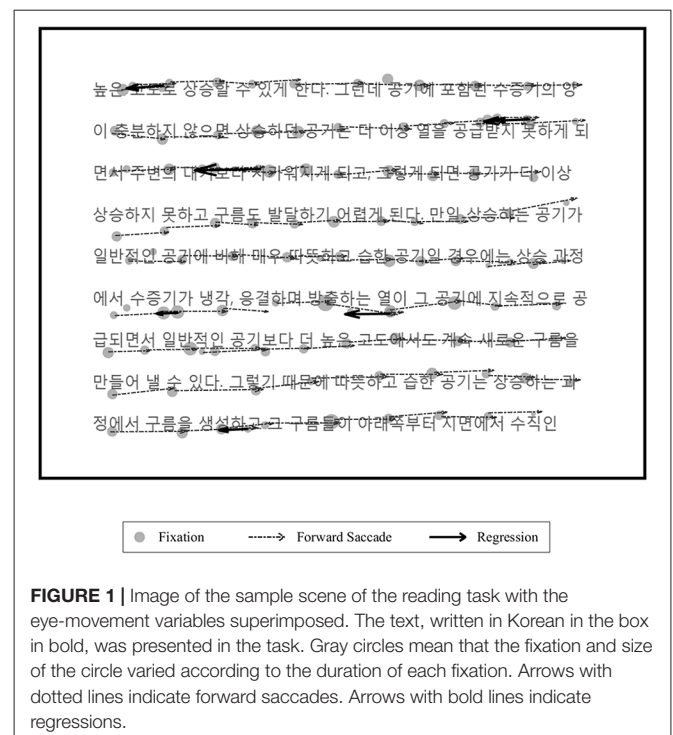 높은 고도로 상승할 수 있게 한다. 그런데 공기에 포함된 수증기의 양
이 충분하지 않으면 상승하던 공기는 더 이상 열을 공급받지 못하게 되
면서 주변의 대기보다 차가워지게 되고, 그렇게 되면 공기가 더 이상
상승하지 못하고 구름도 발달하기 어렵게 된다. 만일 상승하는 공기가
일반적인 공기에 비해 매우 따뜻하고 습한 공기일 경우에는 상승 과정
에서 수증기가 냉각, 응결하며 방출하는 열이 그 공기에 지속적으로 공
급되면서 일반적인 공기보다 더 높은 고도에서도 계속 새로운 구름을
만들어 낼 수 있다. 그렇기 때문에 따뜻하고 습한 공기는 상승하는 과
정에서 구름을 생성하고 그 구름들이 아래쪽부터 지면에서 수직인
Fixation Forward Saccade Regression
FIGURE 1 | Image of the sample scene of the reading task with the
eye-movement variables superimposed. The text, written in Korean in the box
in bold, was presented in the task. Gray circles mean that the fixation and size
of the circle varied according to the duration of each fixation. Arrows with
dotted lines indicate forward saccades. Arrows with bold lines indicate
regressions.